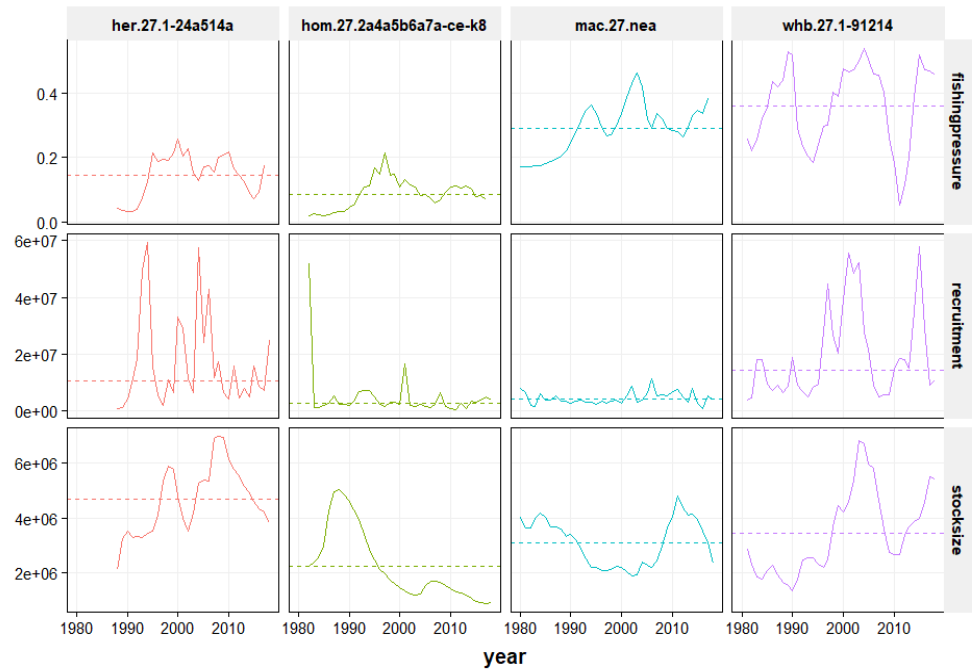 her.27.1-24a514a hom.27.2a4a5b6a7a-ce-k8 mac.27.nea whb.27.1-91214
0.4
0.2
0.0
fishingpressure
6e+07
4e+07
2e+07
0e+00
recruitment
6e+06
4e+06
2e+06
stocksize
1980 1990 2000 2010 1980 1990 2000 2010 1980 1990 2000 2010 1980 1990 2000 2010
year